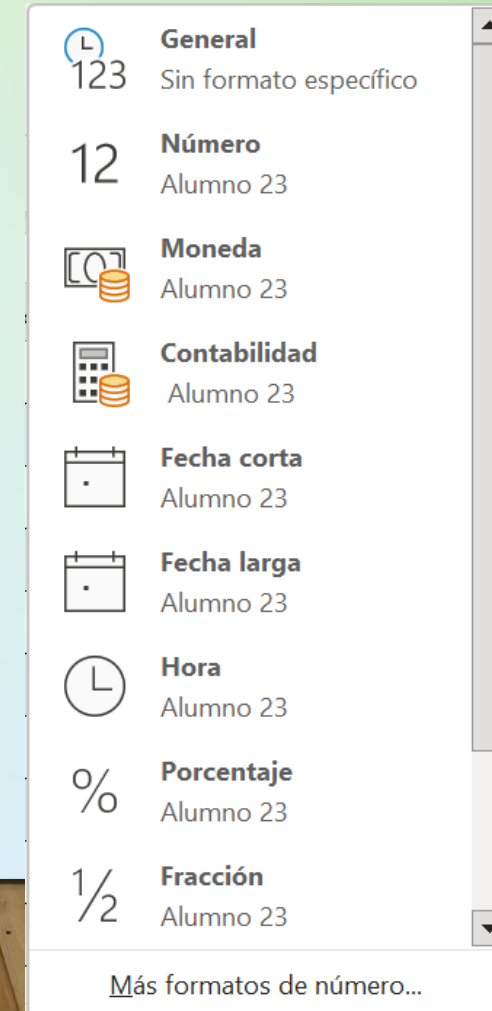 General
123
Sin formato específico
12
Número
Alumno 23
Moneda
Alumno 23
Contabilidad
Alumno 23
Fecha corta
Alumno 23
Fecha larga
Alumno 23
Hora
Alumno 23
%
Porcentaje
Alumno 23
½
Fracción
Alumno 23
Más formatos de número...